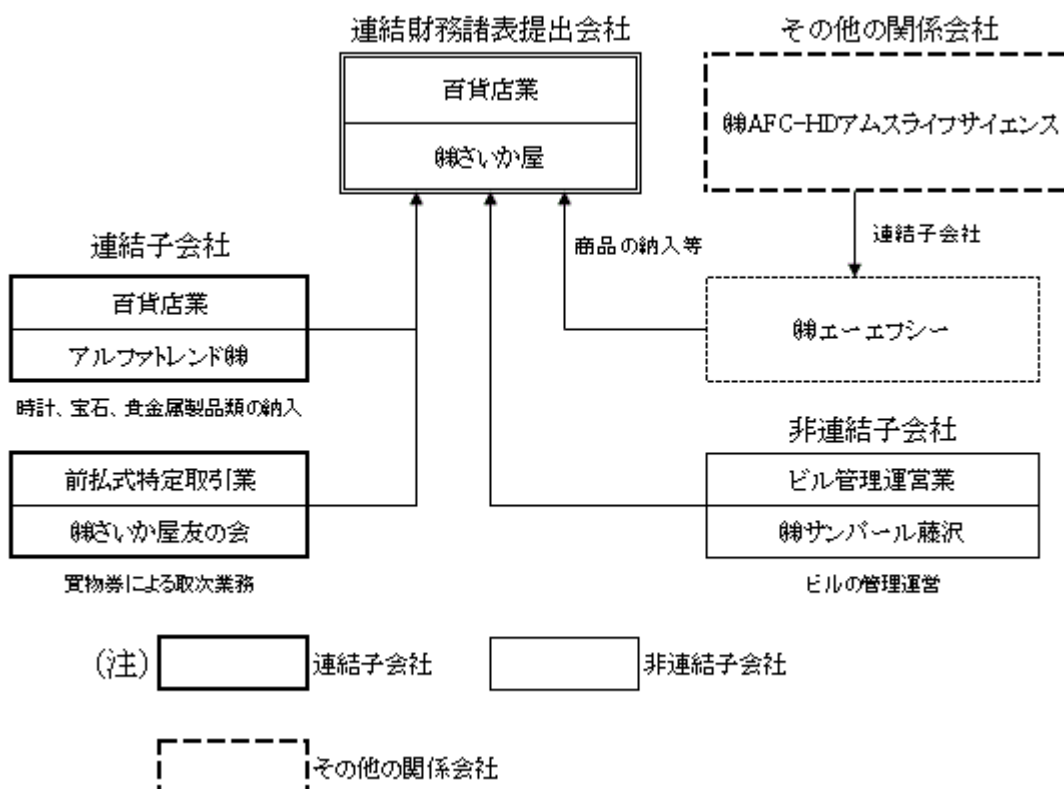 連結財務諸表提出会社
百貨店業
㈱さいか屋
その他の関係会社
㈱AFC-HDアムスライフサイエンス
連結子会社
商品の納入等
㈱エーエフシー
連結子会社
百貨店業
アルファトレンド㈱
時計、宝石、貴金属製品類の納入
前払式特定取引業
㈱さいか屋友の会
買物券による取次業務
非連結子会社
ビル管理運営業
㈱サンパール藤沢
ビルの管理運営
(注)
連結子会社
非連結子会社
その他の関係会社